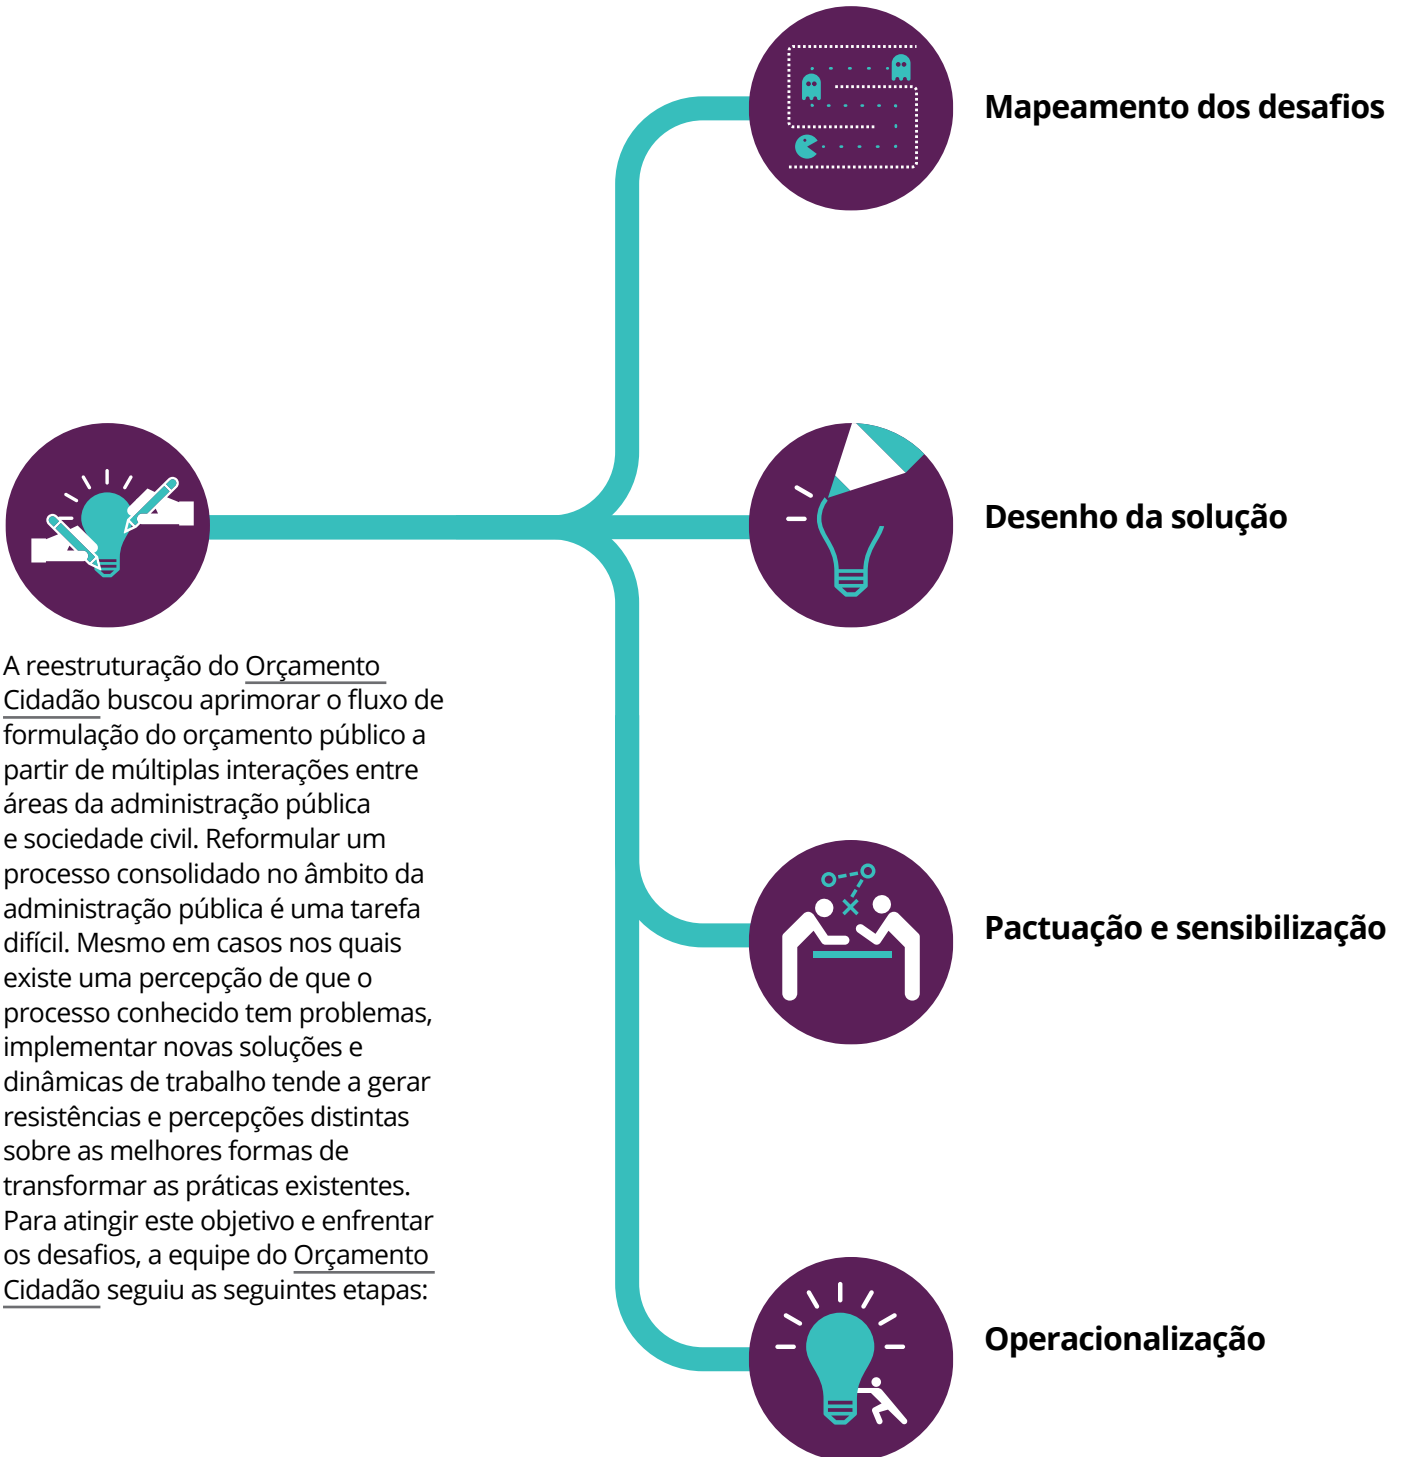 Mapeamento dos desafios
Desenho da solução
A reestruturação do Orçamento
Cidadão buscou aprimorar o fluxo de
formulação do orçamento público a
partir de múltiplas interações entre
áreas da administração pública
e sociedade civil. Reformular um
processo consolidado no âmbito da
administração pública é uma tarefa
difícil. Mesmo em casos nos quais
existe uma percepção de que o
processo conhecido tem problemas,
implementar novas soluções e
dinâmicas de trabalho tende a gerar
resistências e percepções distintas
sobre as melhores formas de
transformar as práticas existentes.
Para atingir este objetivo e enfrentar
os desafios, a equipe do Orçamento
Cidadão seguiu as seguintes etapas:
Pactuação e sensibilização
Operacionalização